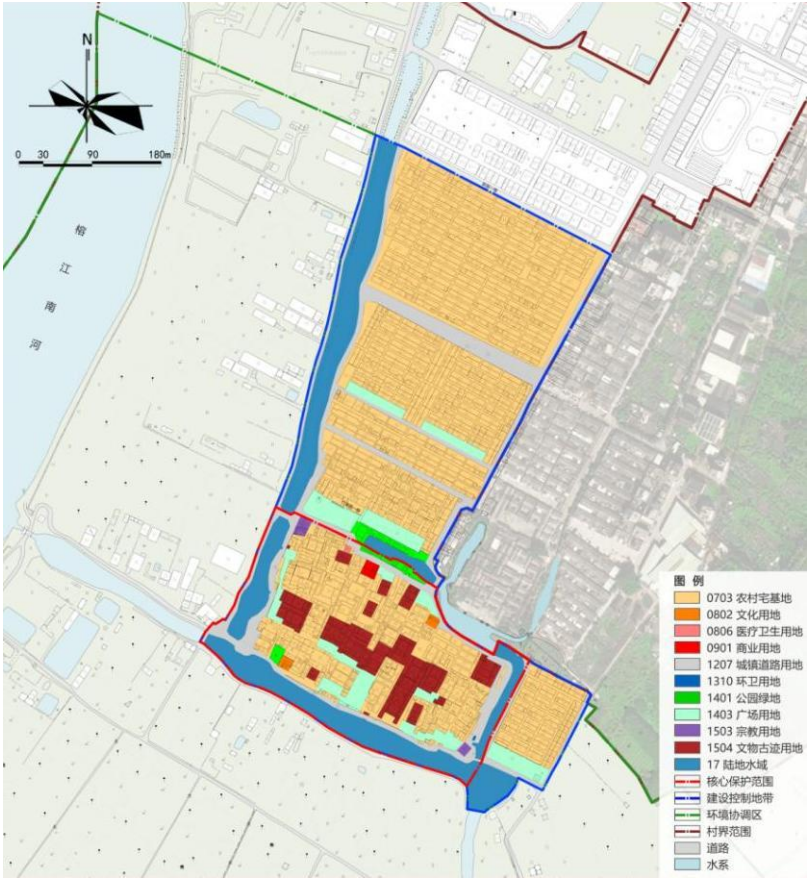 N
0 30 90 180m
榕
江
南
河
图 例
0703 农村宅基地
0802 文化用地
0806 医疗卫生用地
0901 商业用地
1207 城镇道路用地
1310 环卫用地
1401 公园绿地
1403 广场用地
1503 宗教用地
1504 文物古迹用地
17 陆地水域
核心保护范围
建设控制地带
环境协调区
村界范围
道路
水系